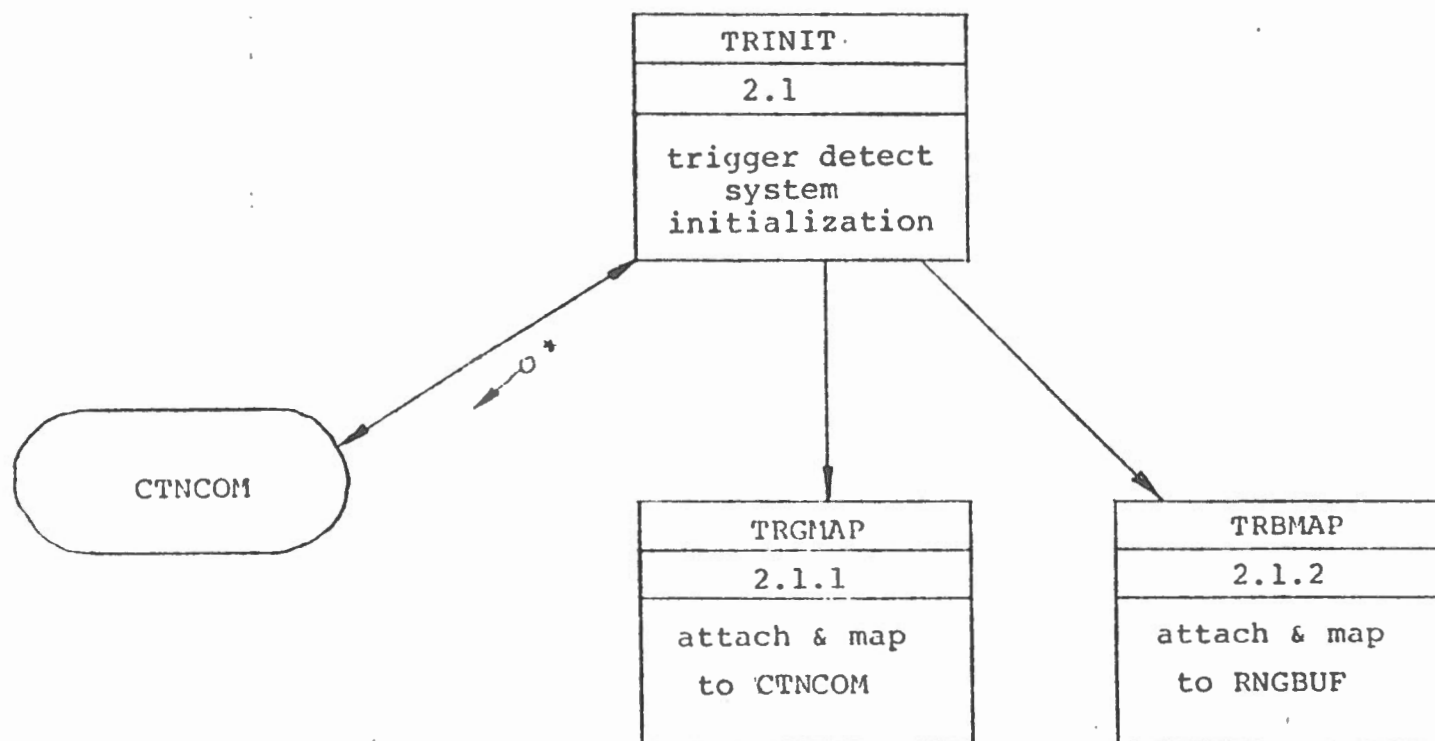 TRINIT
2.1
trigger detect
system
initialization
*
CTNCOM
TRGMAP
2.1.1
attach & map
to CTNCOM
TRBMAP
2.1.2
attach & map
to RNGBUF